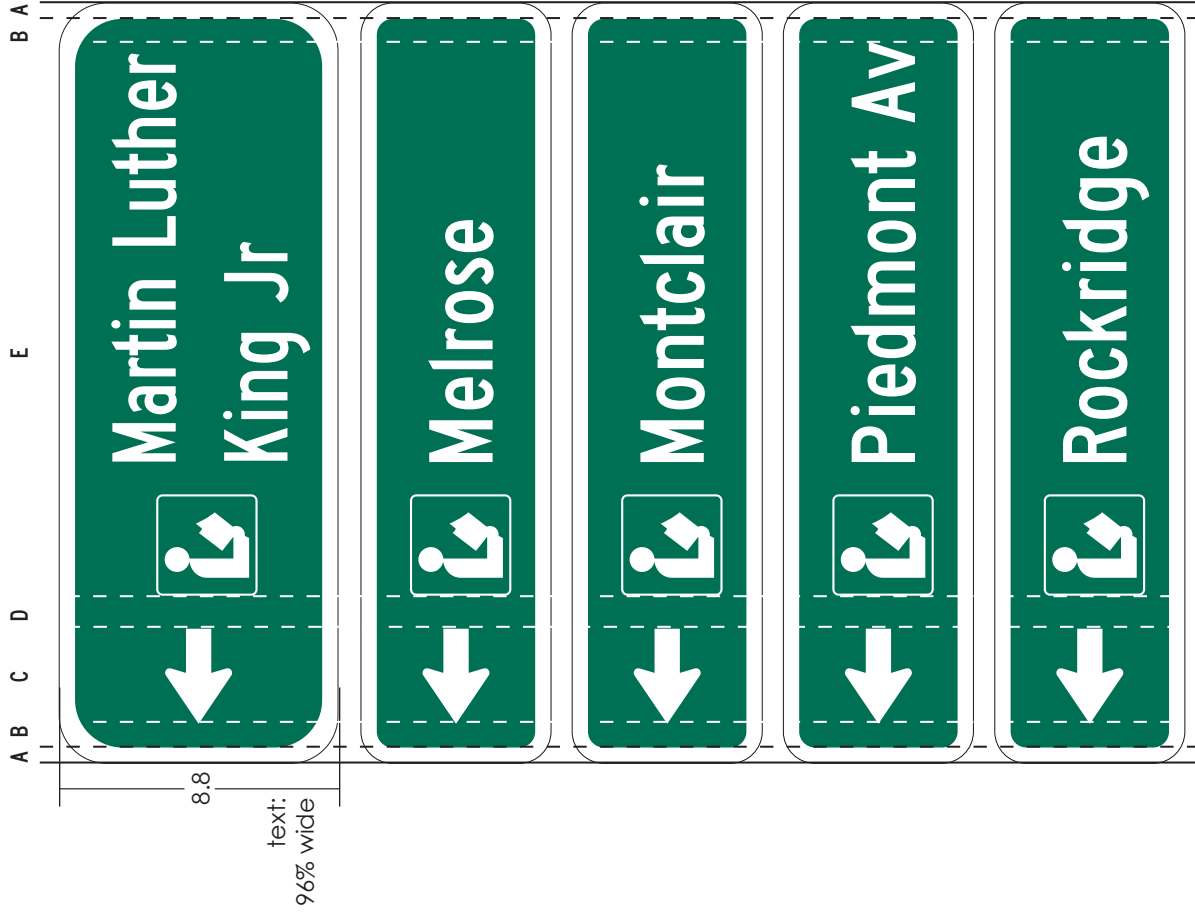 A B C D E B A
8.8
text:
96% wide
Martin Luther
King Jr
Melrose
Montclair
Piedmont Av
Rockridge